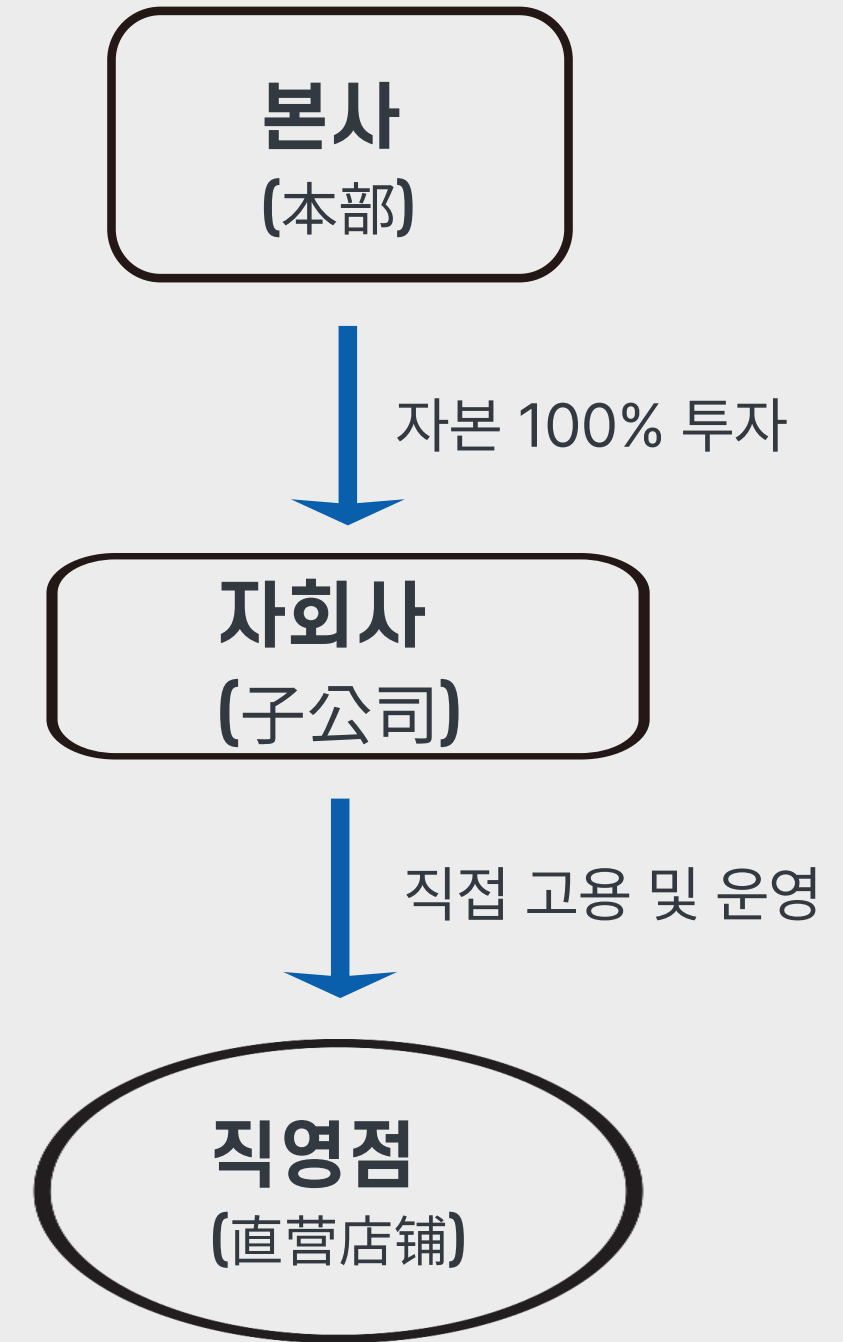 본사
(本部)
자본 100% 투자
자회사
(子公司)
직접 고용 및 운영
직영점
(直营店铺)